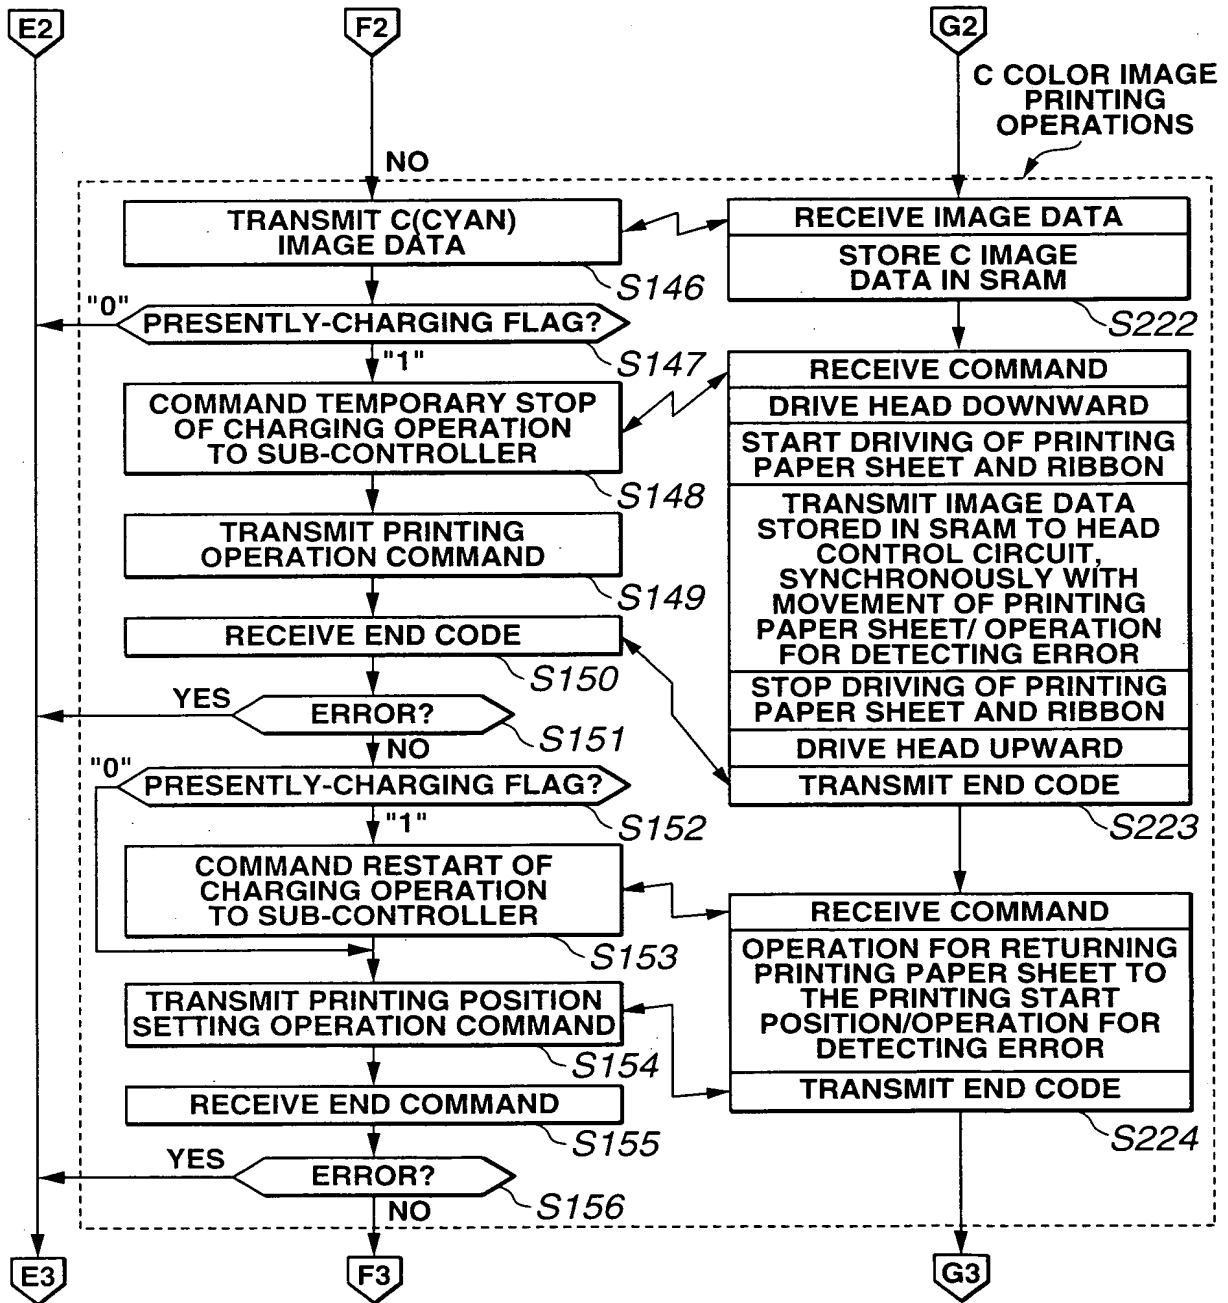 E2
F2
G2
C COLOR IMAGE
PRINTING
OPERATIONS
NO
TRANSMIT C(CYAN)
IMAGE DATA
S146
"0"
PRESENTLY-CHARGING FLAG?
S147
"1"
COMMAND TEMPORARY STOP
OF CHARGING OPERATION
TO SUB-CONTROLLER
S148
TRANSMIT PRINTING
OPERATION COMMAND
S149
RECEIVE END CODE
S150
YES
ERROR?
S151
NO
"0"
PRESENTLY-CHARGING FLAG?
S152
"1"
COMMAND RESTART OF
CHARGING OPERATION
TO SUB-CONTROLLER
S153
TRANSMIT PRINTING POSITION
SETTING OPERATION COMMAND
S154
RECEIVE END COMMAND
S155
YES
ERROR?
S156
NO
RECEIVE IMAGE DATA
STORE C IMAGE
DATA IN SRAM
S222
RECEIVE COMMAND
DRIVE HEAD DOWNWARD
START DRIVING OF PRINTING
PAPER SHEET AND RIBBON
TRANSMIT IMAGE DATA
STORED IN SRAM TO HEAD
CONTROL CIRCUIT,
SYNCHRONOUSLY WITH
MOVEMENT OF PRINTING
PAPER SHEET/ OPERATION
FOR DETECTING ERROR
STOP DRIVING OF PRINTING
PAPER SHEET AND RIBBON
DRIVE HEAD UPWARD
TRANSMIT END CODE
S223
RECEIVE COMMAND
OPERATION FOR RETURNING
PRINTING PAPER SHEET TO
THE PRINTING START
POSITION/OPERATION FOR
DETECTING ERROR
TRANSMIT END CODE
S224
E3
F3
G3